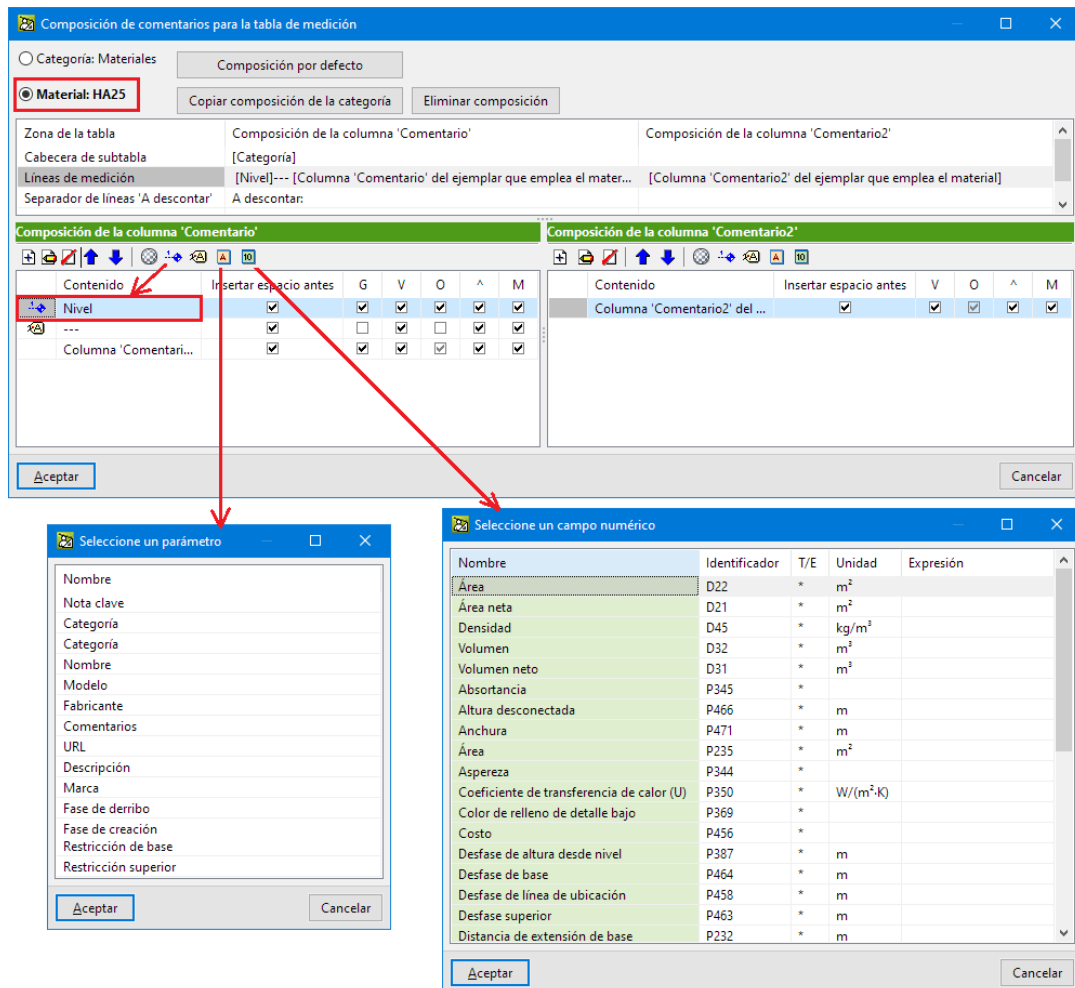 Composición de comentarios para la tabla de medición
Categoría: Materiales
Composición por defecto
Material: HA25
Copiar composición de la categoría
Eliminar composición
Zona de la tabla Composición de la columna 'Comentario' Composición de la columna 'Comentario2'
Cabecera de subtabla [Categoría]
Líneas de medición [Nivel]--- [Columna 'Comentario' del ejemplar que emplea el mater... [Columna 'Comentario2' del ejemplar que emplea el material]
Separador de líneas 'A descontar' A descontar:
Composición de la columna 'Comentario'
Contenido Insertar espacio antes G V O ^ M
Nivel
---
Columna 'Comentari...
Composición de la columna 'Comentario2'
Contenido Insertar espacio antes V O ^ M
Columna 'Comentario2' del ...
Aceptar
Cancelar
Seleccione un parámetro
Nombre
Nota clave
Categoría
Categoría
Nombre
Modelo
Fabricante
Comentarios
URL
Descripción
Marca
Fase de derribo
Fase de creación
Restricción de base
Restricción superior
Aceptar
Cancelar
Seleccione un campo numérico
Nombre Identificador T/E Unidad Expresión
Área D22 * m²
Área neta D21 * m²
Densidad D45 * kg/m³
Volumen D32 * m³
Volumen neto D31 * m³
Absortancia P345 *
Altura desconectada P466 * m
Anchura P471 * m
Área P235 * m²
Aspereza P344 *
Coeficiente de transferencia de calor (U) P350 * W/(m²·K)
Color de relleno de detalle bajo P369 *
Costo P456 *
Desfase de altura desde nivel P387 * m
Desfase de base P464 * m
Desfase de línea de ubicación P458 * m
Desfase superior P463 * m
Distancia de extensión de base P232 * m
Aceptar
Cancelar